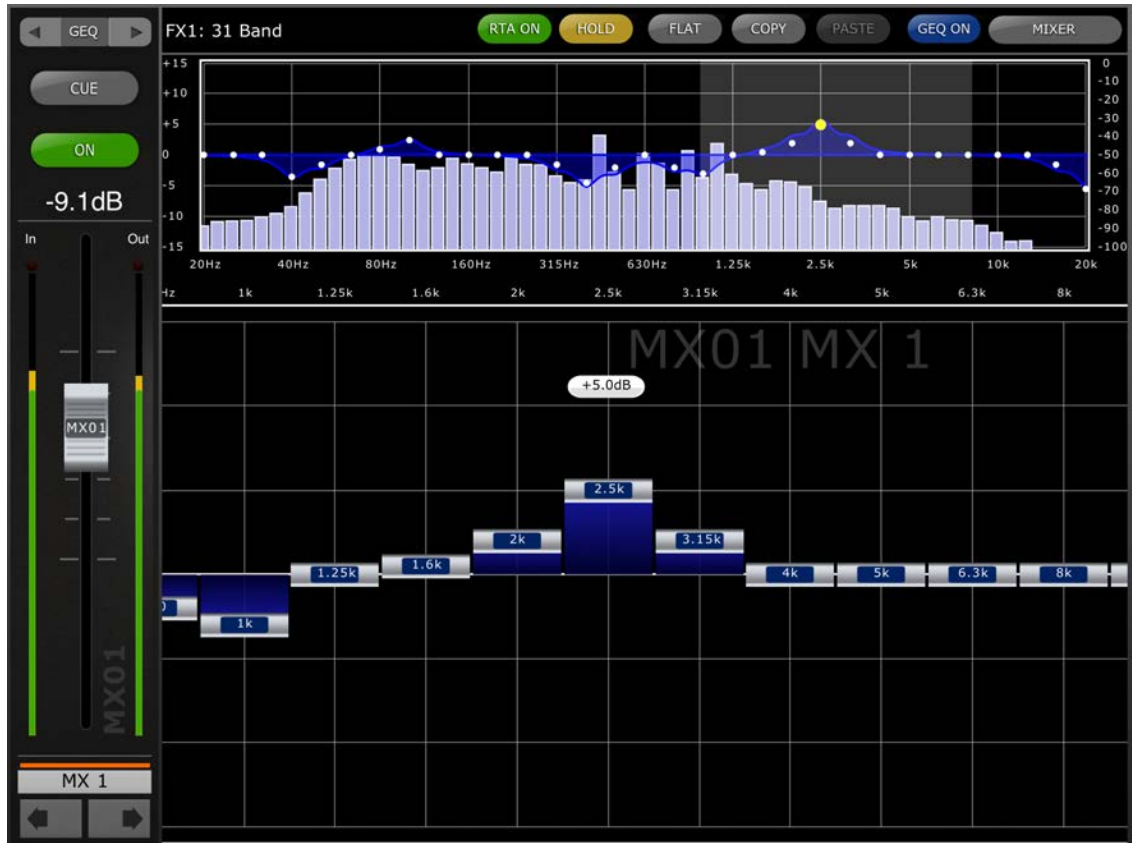 GEQ
FX1: 31 Band
RTA ON
HOLD
FLAT
COPY
PASTE
GEQ ON
MIXER
CUE
ON
-9.1dB
In
Out
+15
+10
+5
0
-5
-10
-15
0
-10
-20
-30
-40
-50
-60
-70
-80
-90
-100
20Hz 40Hz 80Hz 160Hz 315Hz 630Hz 1.25k 2.5k 5k 10k 20k
Hz 1k 1.25k 1.6k 2k 2.5k 3.15k 4k 5k 6.3k 8k
MX01 MX 1
+5.0dB
2.5k
2k
3.15k
1.6k
1.25k
4k
5k
6.3k
8k
1k
MX01
MX01
MX 1